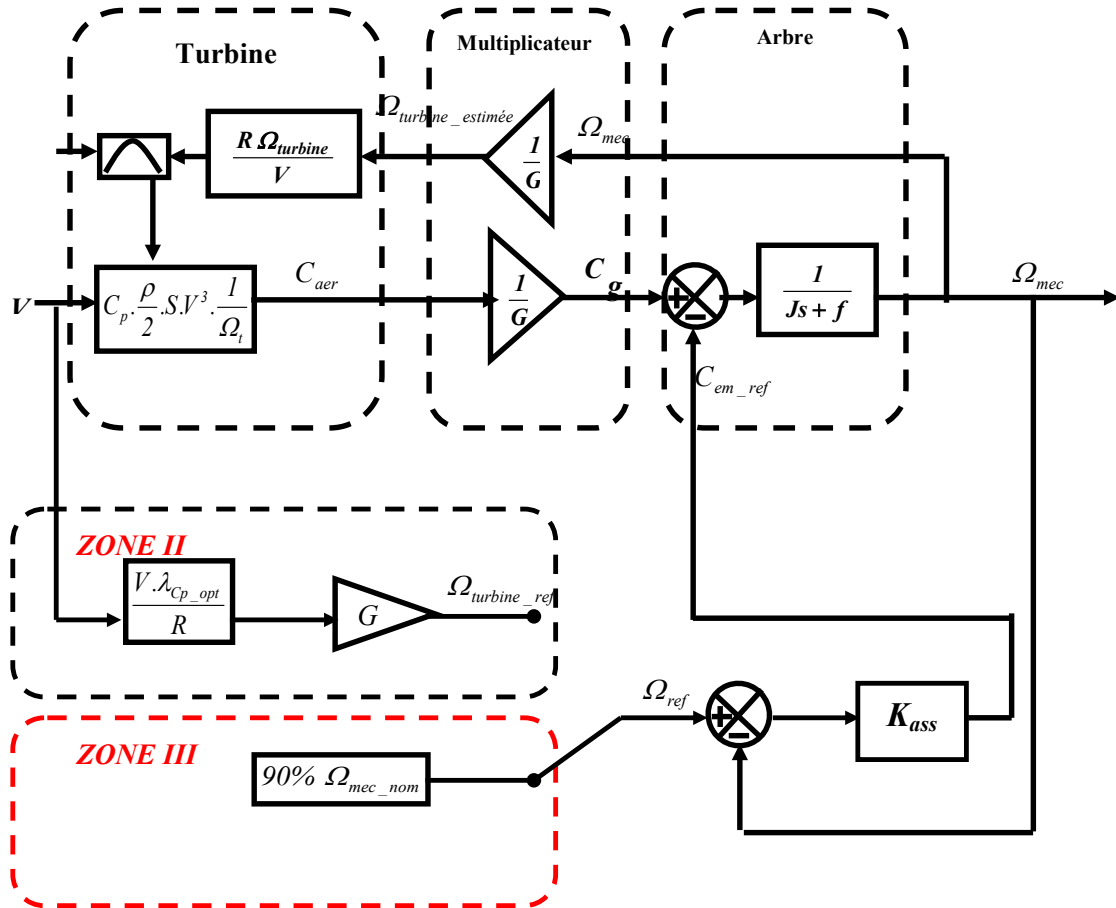 Turbine
Multiplicateur
Arbre
Ω_turbine_estimée
Ω_mec
R Ω_turbine / V
1 / G
V
C_p . ρ / 2 . S.V³ . 1 / Ω_t
C_aer
1 / G
C_g
+
−
1 / Js + f
Ω_mec
C_em_ref
ZONE II
V . λ_Cp_opt / R
G
Ω_turbine_ref
ZONE III
90% Ω_mec_nom
Ω_ref
+
−
K_ass